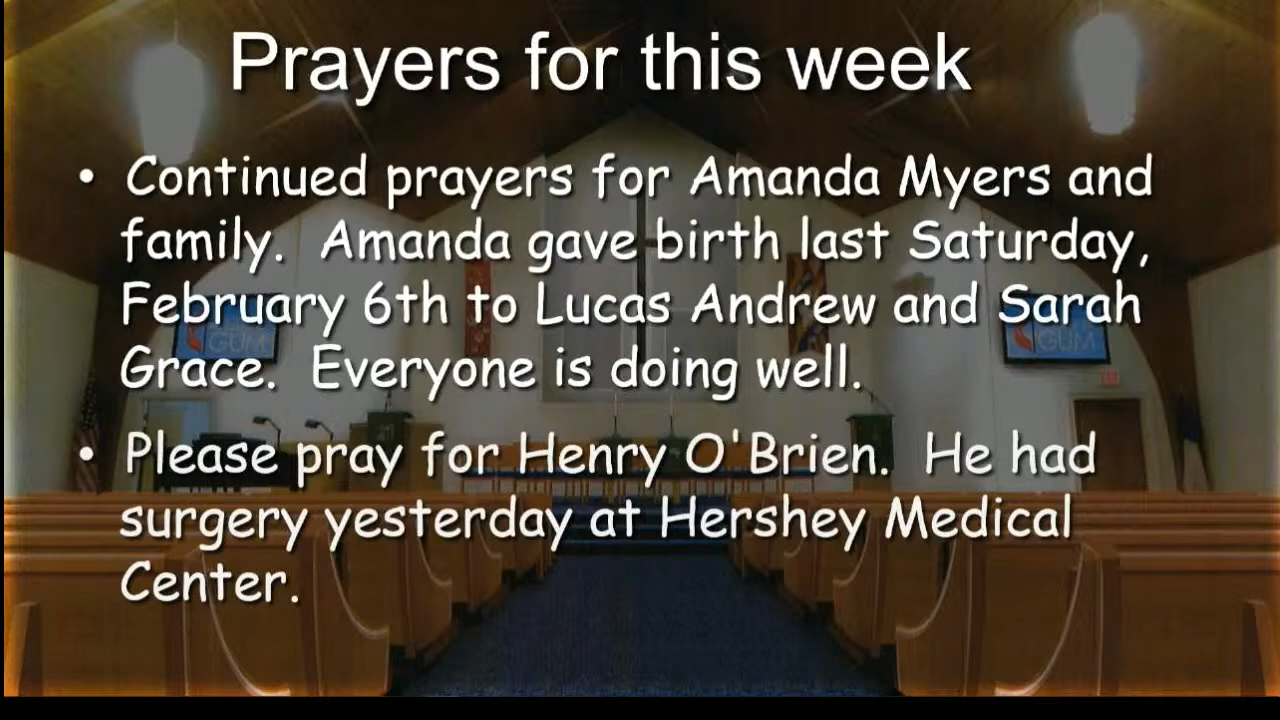 Prayers for this week
• Continued prayers for Amanda Myers and
family.  Amanda gave birth last Saturday,
February 6th to Lucas Andrew and Sarah
Grace.  Everyone is doing well.
GUM
GUM
• Please pray for Henry O'Brien.  He had
surgery yesterday at Hershey Medical
Center.